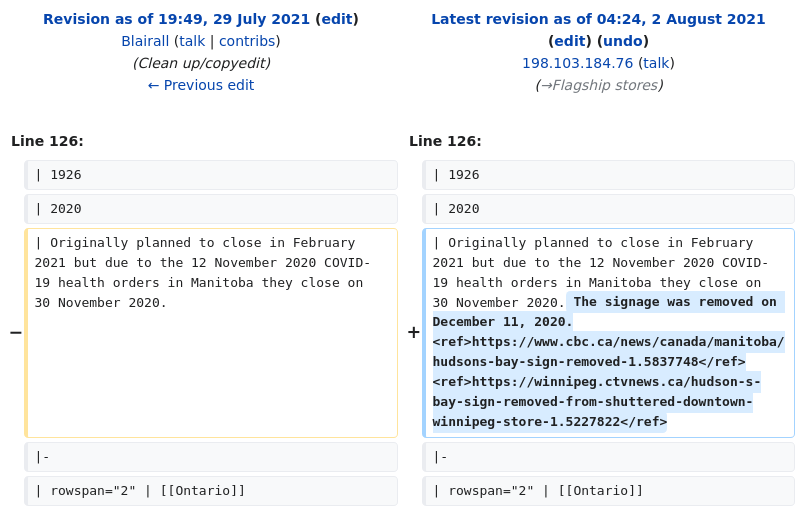 Revision as of 19:49, 29 July 2021 (edit)
Blairall (talk | contribs)
(Clean up/copyedit)
← Previous edit
Latest revision as of 04:24, 2 August 2021
(edit) (undo)
198.103.184.76 (talk)
(→Flagship stores)
Line 126:
| 1926
| 2020
− | Originally planned to close in February
2021 but due to the 12 November 2020 COVID-
19 health orders in Manitoba they close on
30 November 2020.
|-
| rowspan="2" | [[Ontario]]
Line 126:
| 1926
| 2020
+ | Originally planned to close in February
2021 but due to the 12 November 2020 COVID-
19 health orders in Manitoba they close on
30 November 2020. The signage was removed on
December 11, 2020.
<ref>https://www.cbc.ca/news/canada/manitoba/
hudsons-bay-sign-removed-1.5837748</ref>
<ref>https://winnipeg.ctvnews.ca/hudson-s-
bay-sign-removed-from-shuttered-downtown-
winnipeg-store-1.5227822</ref>
|-
| rowspan="2" | [[Ontario]]